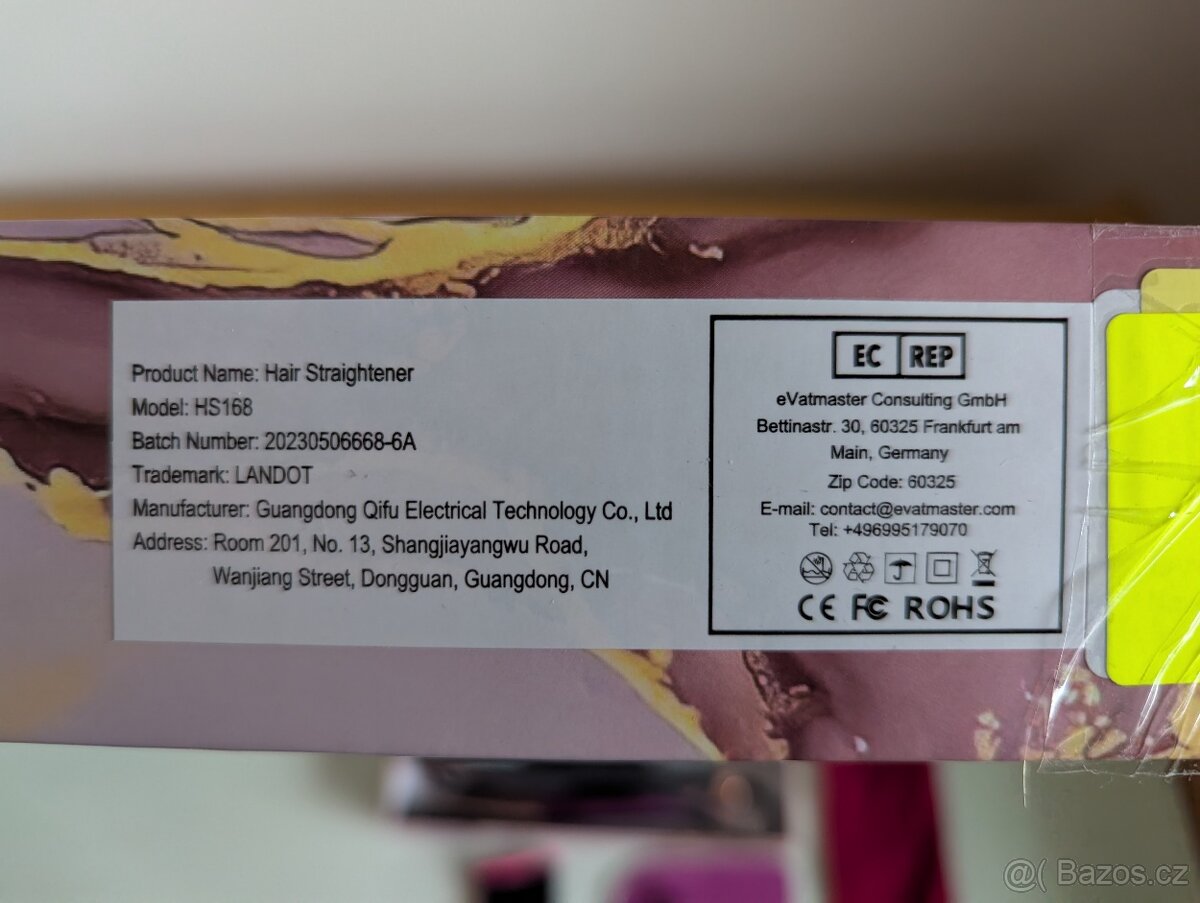 Product Name: Hair Straightener
Model: HS168
Batch Number: 20230506668-6A
Trademark: LANDOT
Manufacturer: Guangdong Qifu Electrical Technology Co., Ltd
Address: Room 201, No. 13, Shangjiayangwu Road,
Wanjiang Street, Dongguan, Guangdong, CN
EC REP
eVatmaster Consulting GmbH
Bettinastr. 30, 60325 Frankfurt am
Main, Germany
Zip Code: 60325
E-mail: contact@evatmaster.com
Tel: +496995179070
CE FC ROHS
@( Bazos.cz